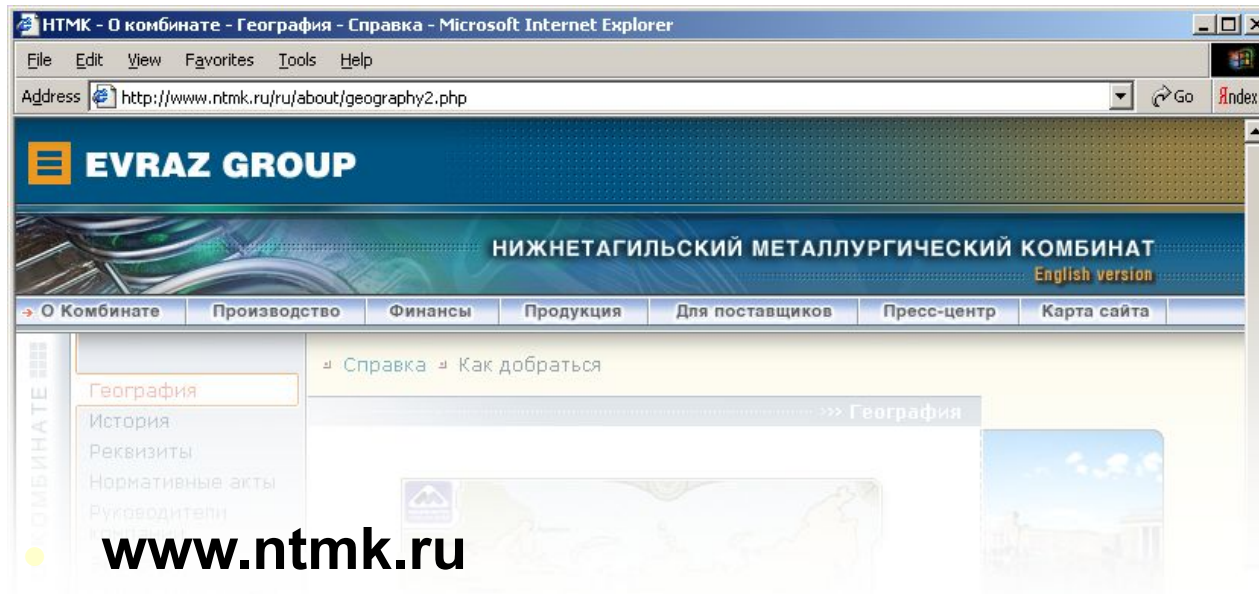 НТМК - О комбинате - География - Справка - Microsoft Internet Explorer
File Edit View Favorites Tools Help
Address http://www.ntmk.ru/ru/about/geography2.php Go Яndex
EVRAZ GROUP
НИЖНЕТАГИЛЬСКИЙ МЕТАЛЛУРГИЧЕСКИЙ КОМБИНАТ
English version
О Комбинате Производство Финансы Продукция Для поставщиков Пресс-центр Карта сайта
Справка Как добраться
География
>>> География
История
Реквизиты
Нормативные акты
Руководители
www.ntmk.ru